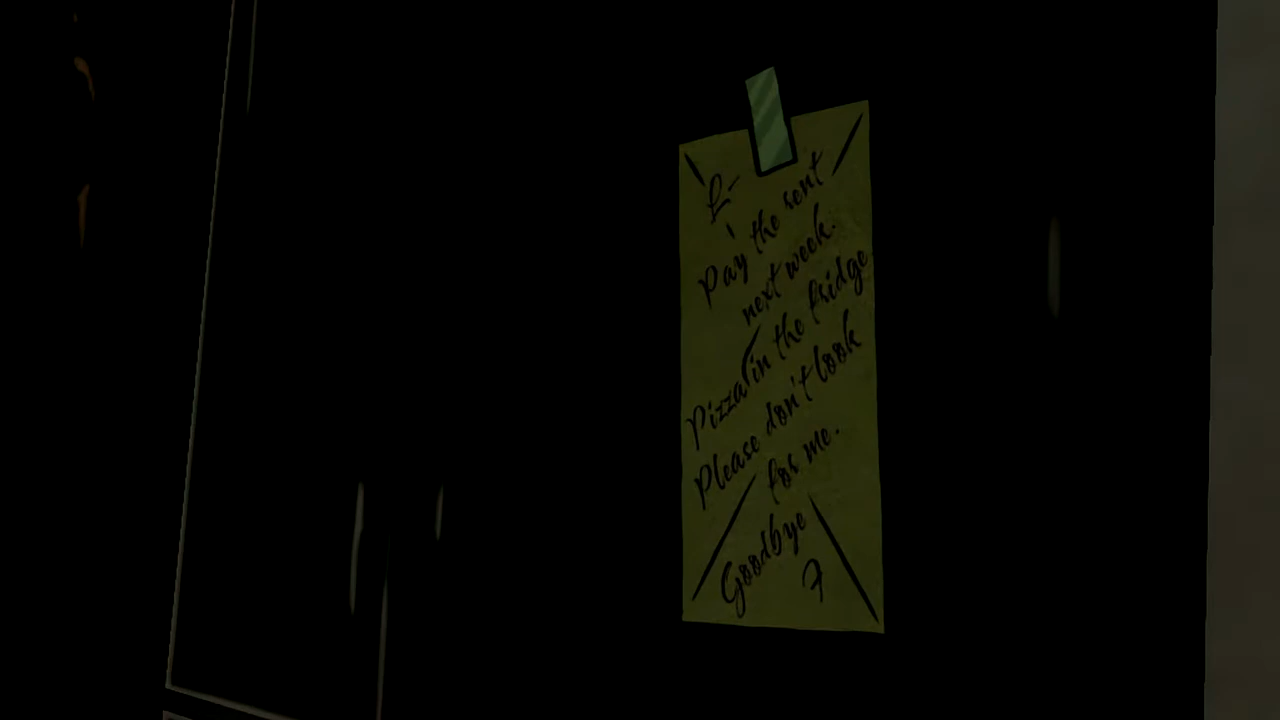 L-
Pay the rent
next week.
Pizza in the fridge
Please don't look
for me.
Goodbye
F